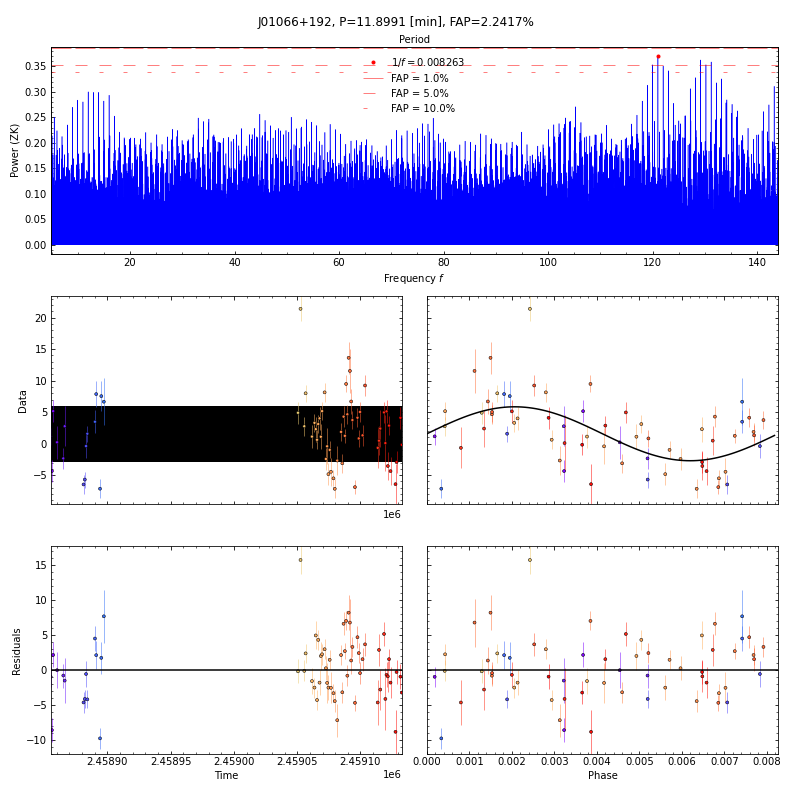 J01066+192, P=11.8991 [min], FAP=2.2417%
Period
Power (ZK)
0.35
0.30
0.25
0.20
0.15
0.10
0.05
0.00
1/f = 0.008263
FAP = 1.0%
FAP = 5.0%
FAP = 10.0%
20 40 60 80 100 120 140
Frequency f
Data
20
15
10
5
0
−5
1e6
Residuals
15
10
5
0
−5
−10
2.45890 2.45895 2.45900 2.45905 2.45910
1e6
Time
0.000 0.001 0.002 0.003 0.004 0.005 0.006 0.007 0.008
Phase